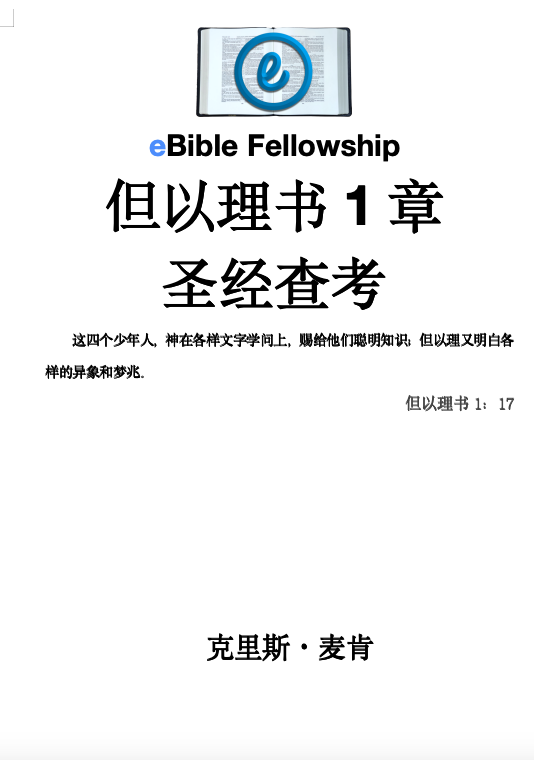 e
eBible Fellowship
但以理书 1 章
圣经查考
这四个少年人，神在各样文字学问上，赐给他们聪明知识；但以理又明白各
样的异象和梦兆。
但以理书 1：17
克里斯·麦肯